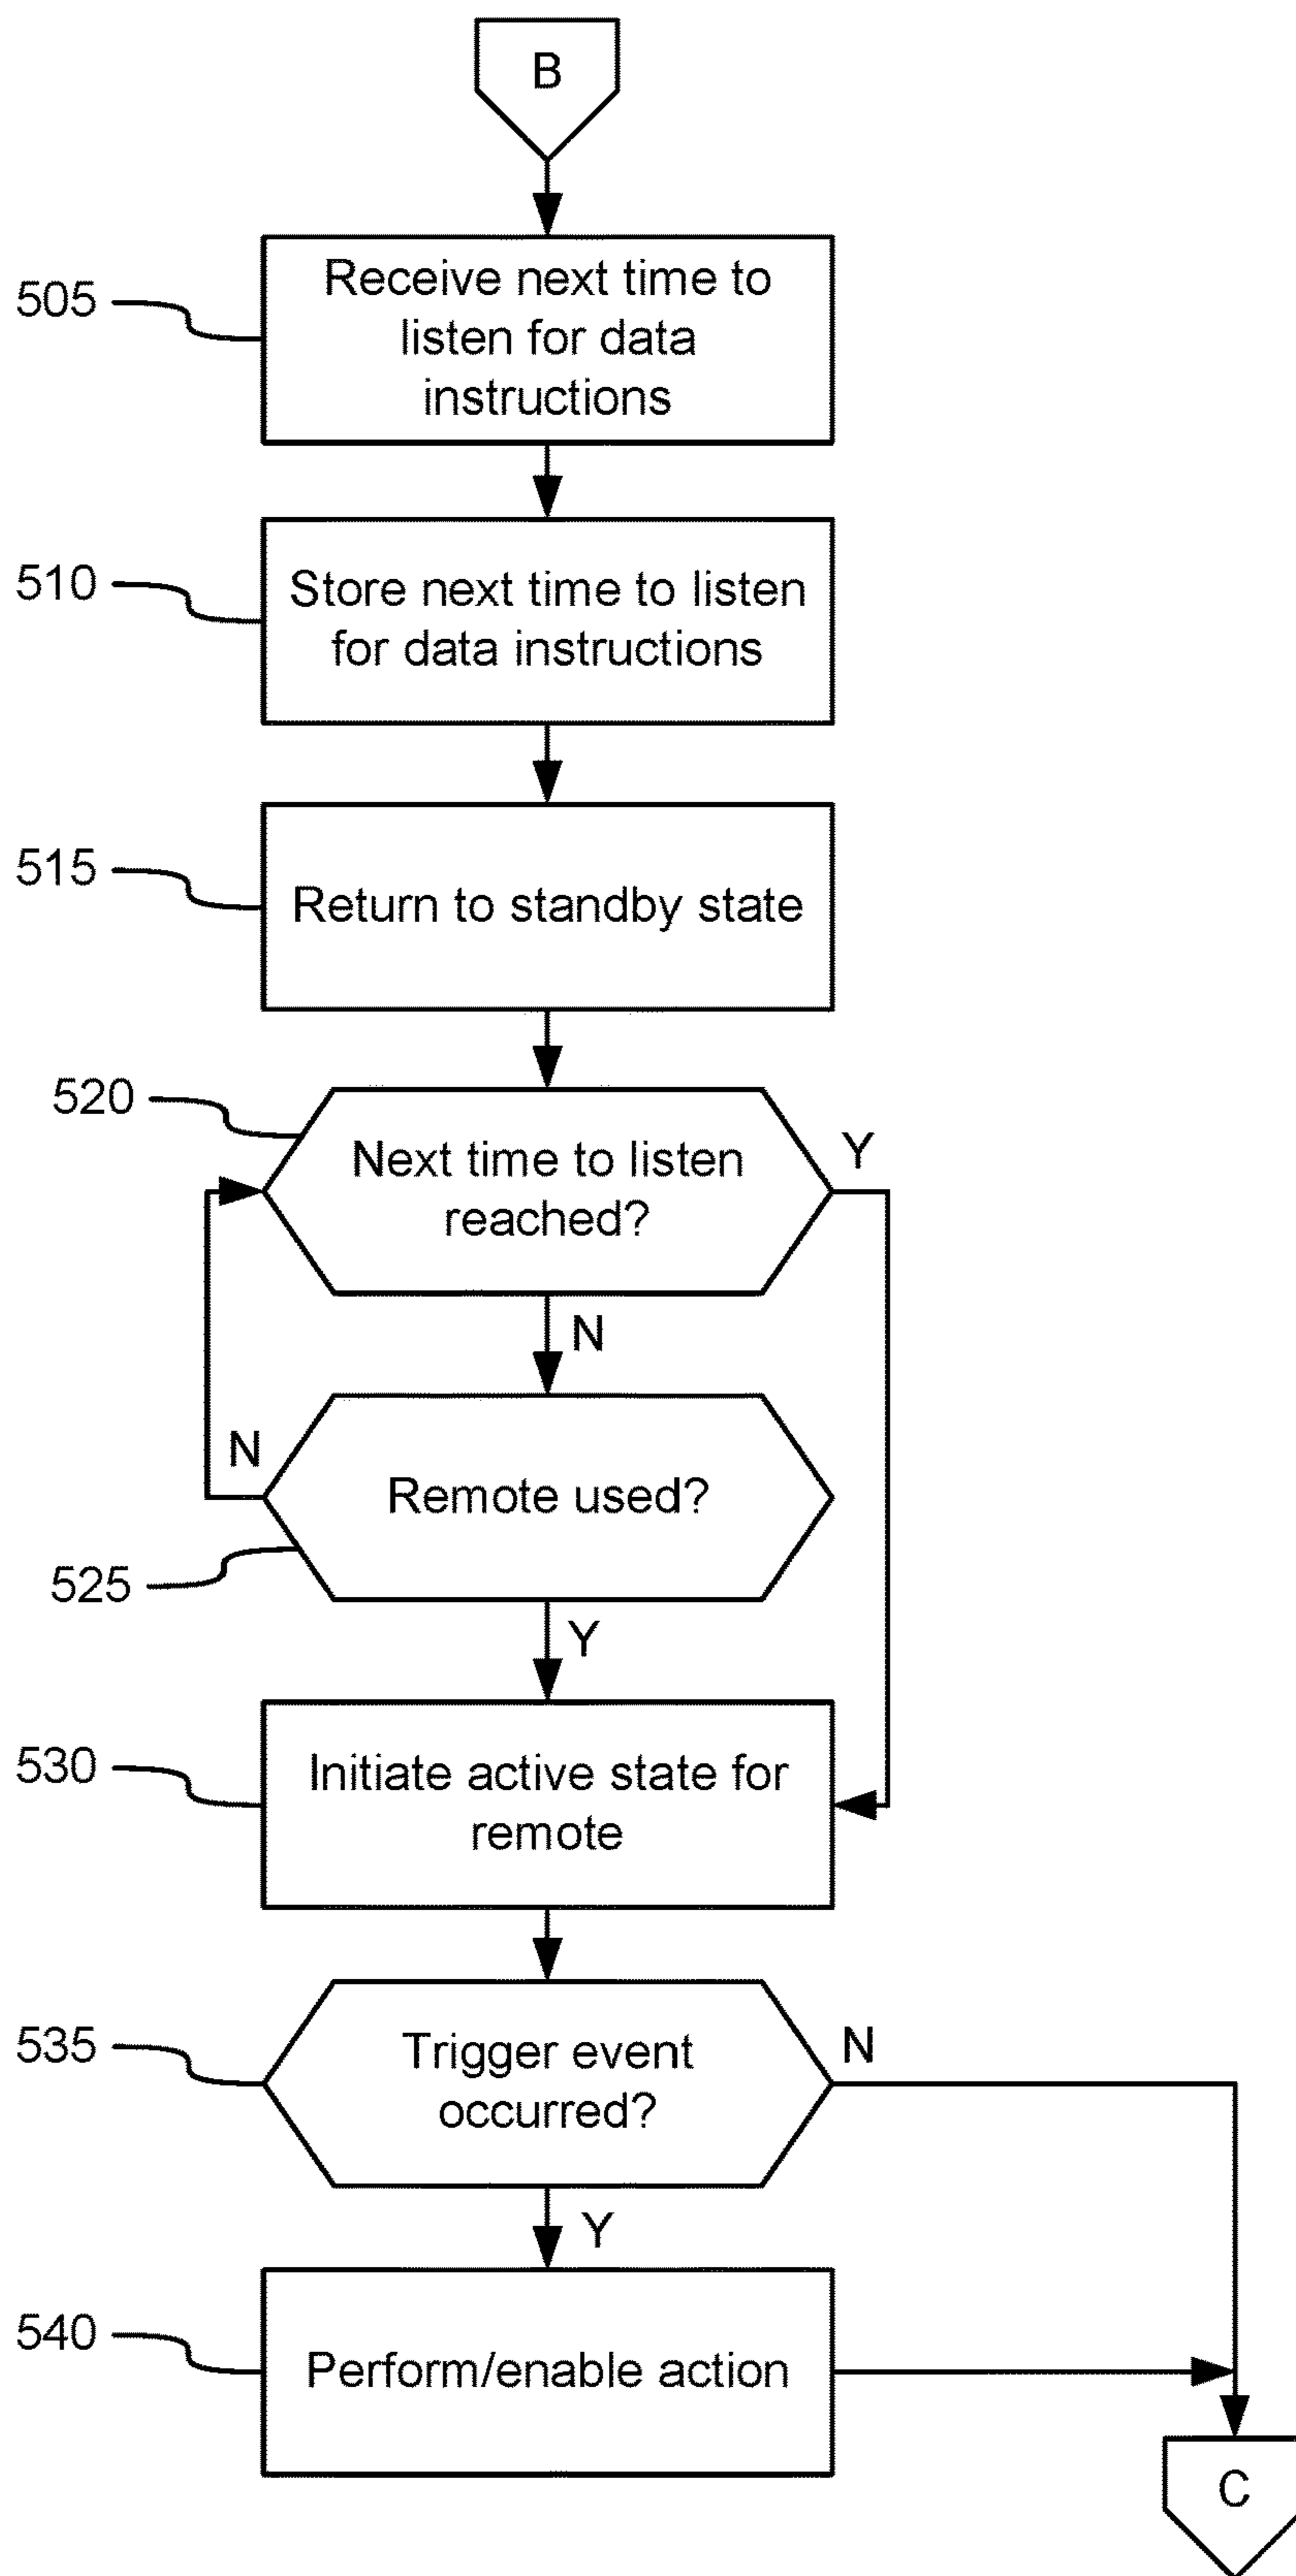 B
505
Receive next time to
listen for data
instructions
510
Store next time to listen
for data instructions
515
Return to standby state
520
Next time to listen
reached?
Y
N
N
Remote used?
525
Y
530
Initiate active state for
remote
535
Trigger event
occurred?
N
Y
540
Perform/enable action
C